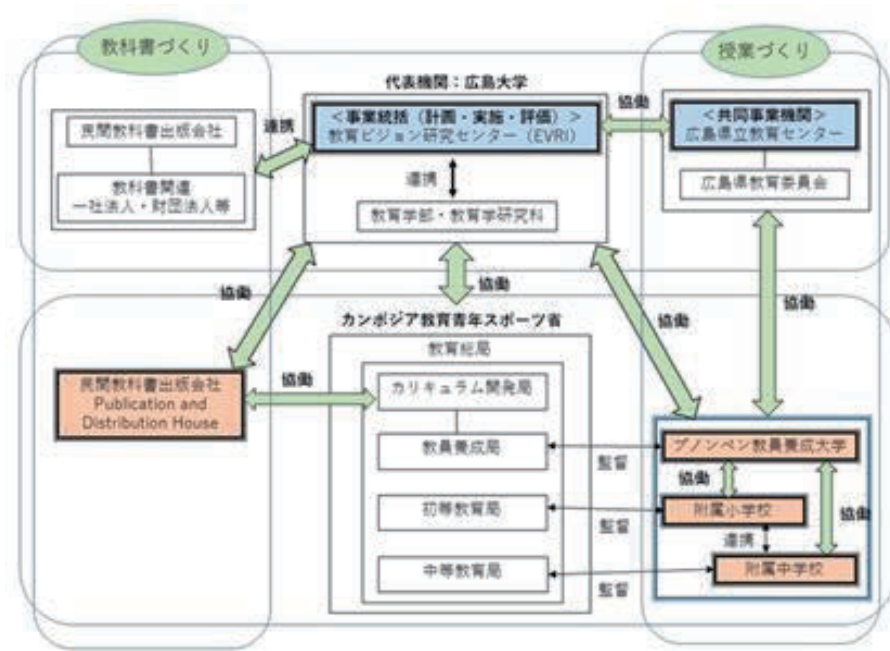 教科書づくり
授業づくり
代表機関：広島大学
＜事業統括（計画・実施・評価）＞
教育ビジョン研究センター（EVRI）
協働
＜共同事業機関＞
広島県立教育センター
民間教科書出版会社
連携
教科書関連
一社法人・財団法人等
連携
広島県教育委員会
教育学部・教育学研究科
協働
協働
協働
協働
カンボジア教育青年スポーツ省
教育総局
民間教科書出版会社
Publication and
Distribution House
協働
カリキュラム開発局
教員養成局
監督
プノンペン教員養成大学
協働
初等教育局
監督
附属小学校
協働
連携
中等教育局
監督
附属中学校